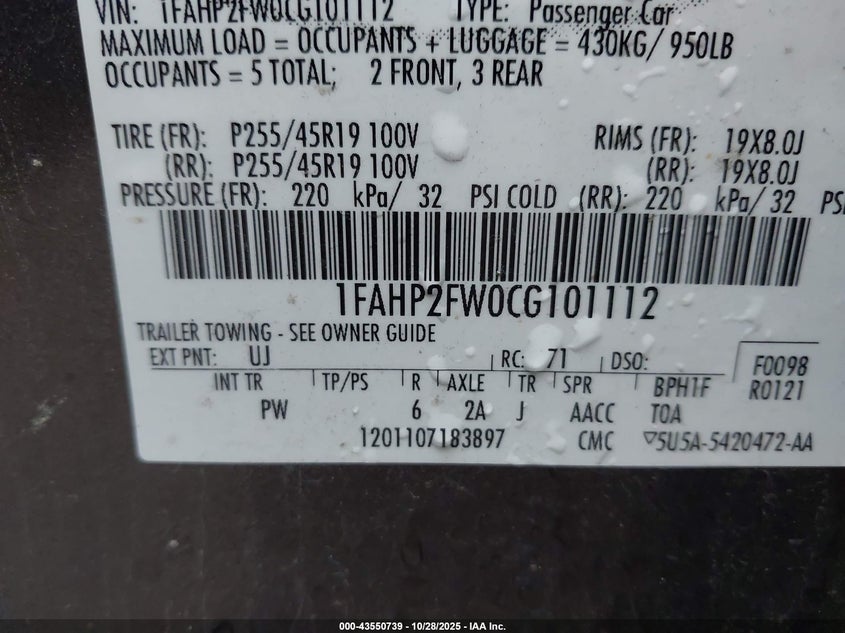 VIN: 1FAHP2FW0CG101112 TYPE: Passenger Car
MAXIMUM LOAD = OCCUPANTS + LUGGAGE = 430KG/ 950LB
OCCUPANTS = 5 TOTAL; 2 FRONT, 3 REAR
TIRE (FR): P255/45R19 100V RIMS (FR): 19X8.0J
(RR): P255/45R19 100V (RR): 19X8.0J
PRESSURE (FR): 220 kPa/ 32 PSI COLD (RR): 220 kPa/ 32 PSI
1FAHP2FW0CG101112
TRAILER TOWING - SEE OWNER GUIDE
EXT PNT: UJ RC: 71 DSO: F0098
INT TR TP/PS R AXLE TR SPR BPH1F R0121
PW 6 2A J AACC TOA
1201107183897 CMC ▽5U5A-5420472-AA
000-43550739 - 10/28/2025 - IAA Inc.